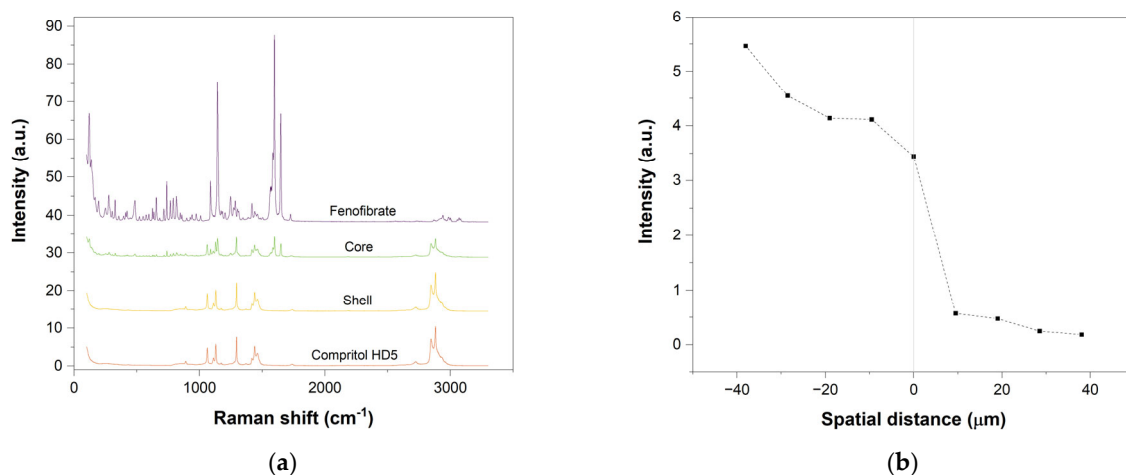 90
80
70
60
50
40
30
20
10
0
Intensity (a.u.)
Fenofibrate
Core
Shell
Compritol HD5
0 1000 2000 3000
Raman shift (cm⁻¹)
(a)
6
5
4
3
2
1
0
Intensity (a.u.)
−40 −20 0 20 40
Spatial distance (μm)
(b)